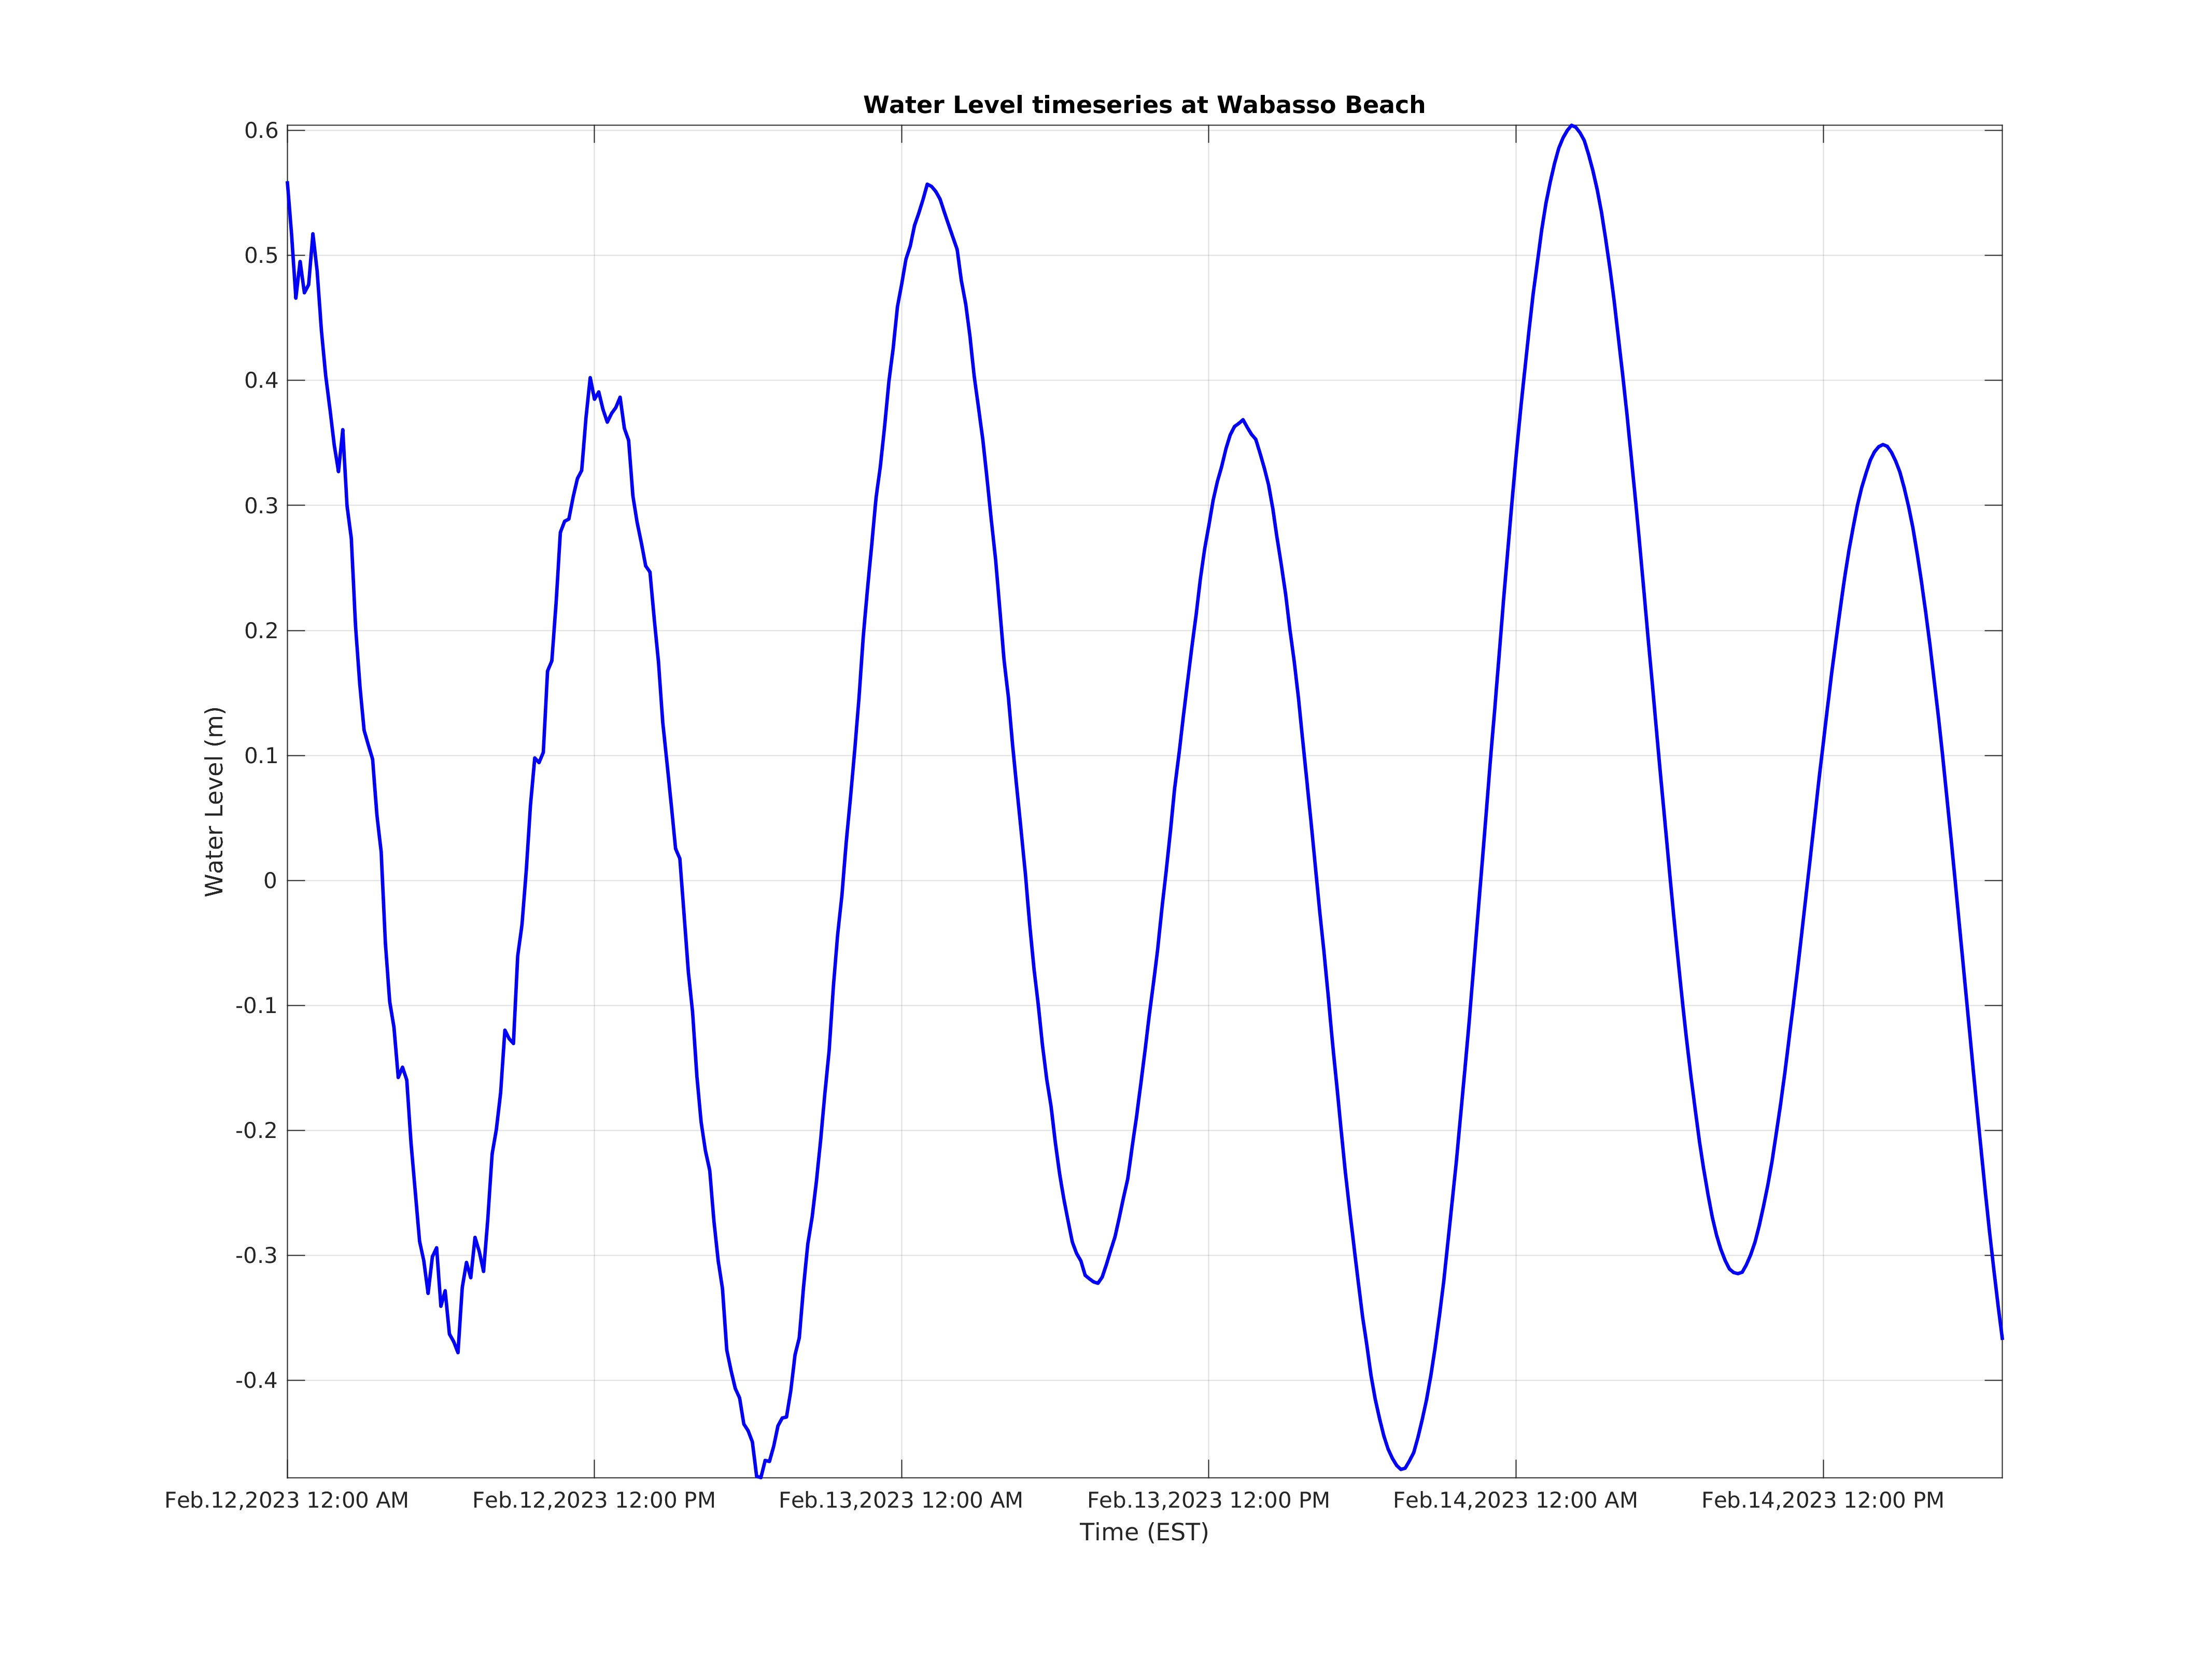 Water Level timeseries at Wabasso Beach
0.6
0.5
0.4
0.3
0.2
0.1
0
-0.1
-0.2
-0.3
-0.4
Water Level (m)
Feb.12,2023 12:00 AM Feb.12,2023 12:00 PM Feb.13,2023 12:00 AM Feb.13,2023 12:00 PM Feb.14,2023 12:00 AM Feb.14,2023 12:00 PM
Time (EST)